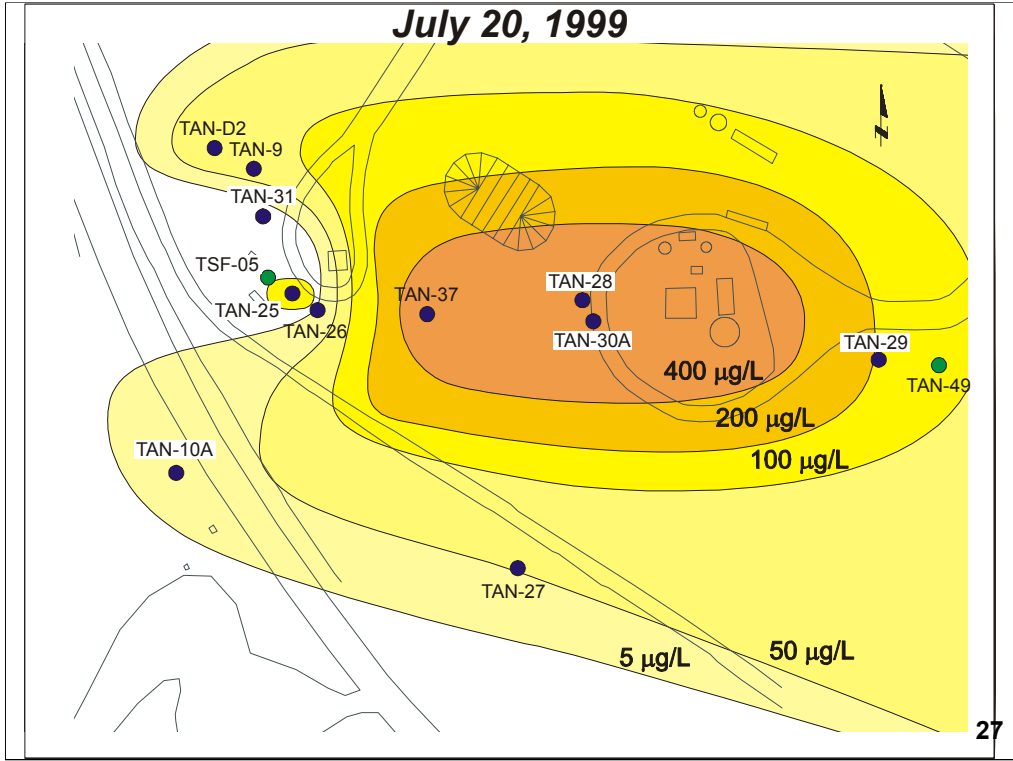 July 20, 1999
TAN-D2
TAN-9
TAN-31
TSF-05
TAN-25
TAN-26
TAN-37
TAN-28
TAN-30A
TAN-29
TAN-49
400 µg/L
200 µg/L
100 µg/L
TAN-10A
TAN-27
5 µg/L
50 µg/L
27